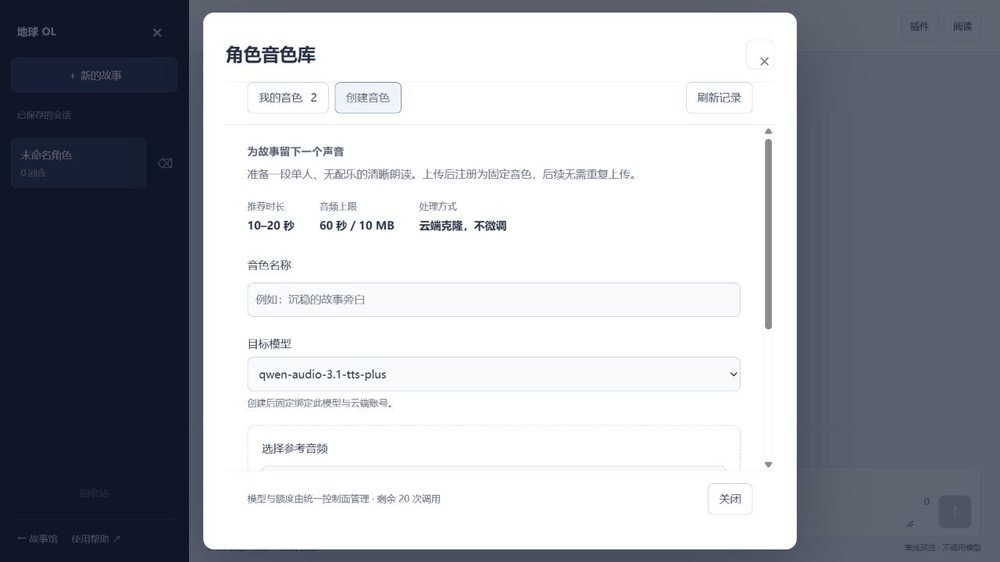 地球 OL
+ 新的故事
已保存的会话
未命名角色
0 回合
回收站
← 故事馆 使用帮助 ↗
插件 阅读
角色音色库
我的音色 2 创建音色 刷新记录
为故事留下一个声音
准备一段单人、无配乐的清晰朗读。上传后注册为固定音色，后续无需重复上传。
推荐时长 音频上限 处理方式
10–20 秒 60 秒 / 10 MB 云端克隆，不微调
音色名称
例如：沉稳的故事旁白
目标模型
qwen-audio-3.1-tts-plus
创建后固定绑定此模型与云端账号。
选择参考音频
模型与额度由统一控制面管理 · 剩余 20 次调用
关闭
0
离线预览 · 不调用模型